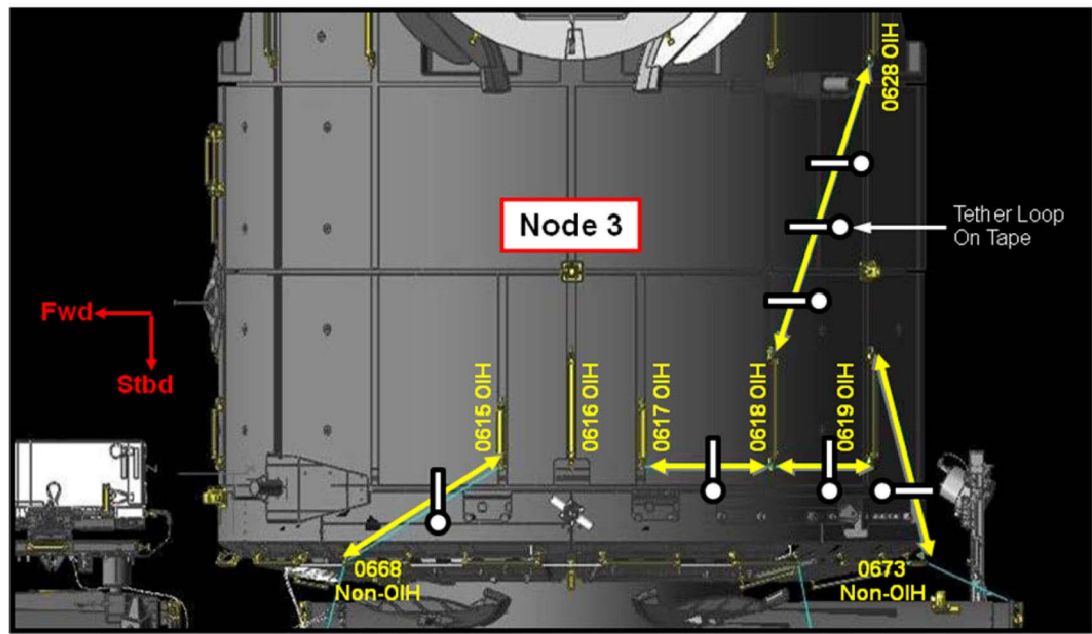 0628 OIH
Node 3
Tether Loop
On Tape
Fwd
Stbd
0615 OIH
0616 OIH
0617 OIH
0618 OIH
0619 OIH
0668
Non-OIH
0673
Non-OIH